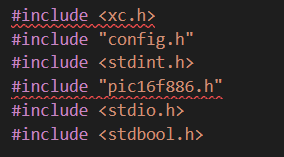 #include <xc.h>
#include "config.h"
#include <stdint.h>
#include "pic16f886.h"
#include <stdio.h>
#include <stdbool.h>